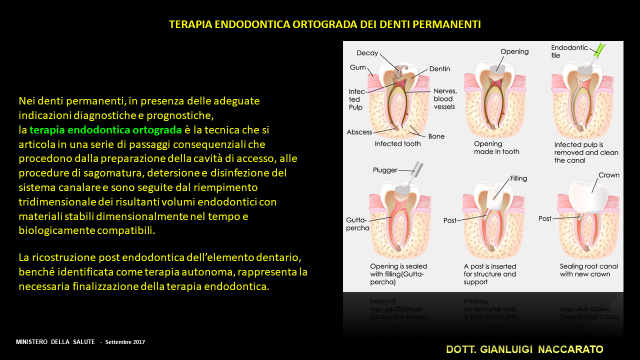 TERAPIA ENDODONTICA ORTOGRADA DEI DENTI PERMANENTI
Nei denti permanenti, in presenza delle adeguate
indicazioni diagnostiche e prognostiche,
la terapia endodontica ortograda è la tecnica che si
articola in una serie di passaggi consequenziali che
procedono dalla preparazione della cavità di accesso, alle
procedure di sagomatura, detersione e disinfezione del
sistema canalare e sono seguite dal riempimento
tridimensionale dei risultanti volumi endodontici con
materiali stabili dimensionalmente nel tempo e
biologicamente compatibili.
La ricostruzione post endodontica dell'elemento dentario,
benché identificata come terapia autonoma, rappresenta la
necessaria finalizzazione della terapia endodontica.
Decay
Gum
Dentin
Infec-
ted
Pulp
Nerves,
blood
vessels
Abscess
Bone
Infected tooth
Opening
Opening
made in tooth
Endodontic
file
Infected pulp is
removed and clean
the canal
Plugger
Gutta-
percha
Opening is sealed
with filling(Gutta-
percha)
Filling
Post
A post is inserted
for structure and
support
Crown
Post
Sealing root canal
with new crown
MINISTERO DELLA SALUTE - Settembre 2017
DOTT. GIANLUIGI NACCARATO